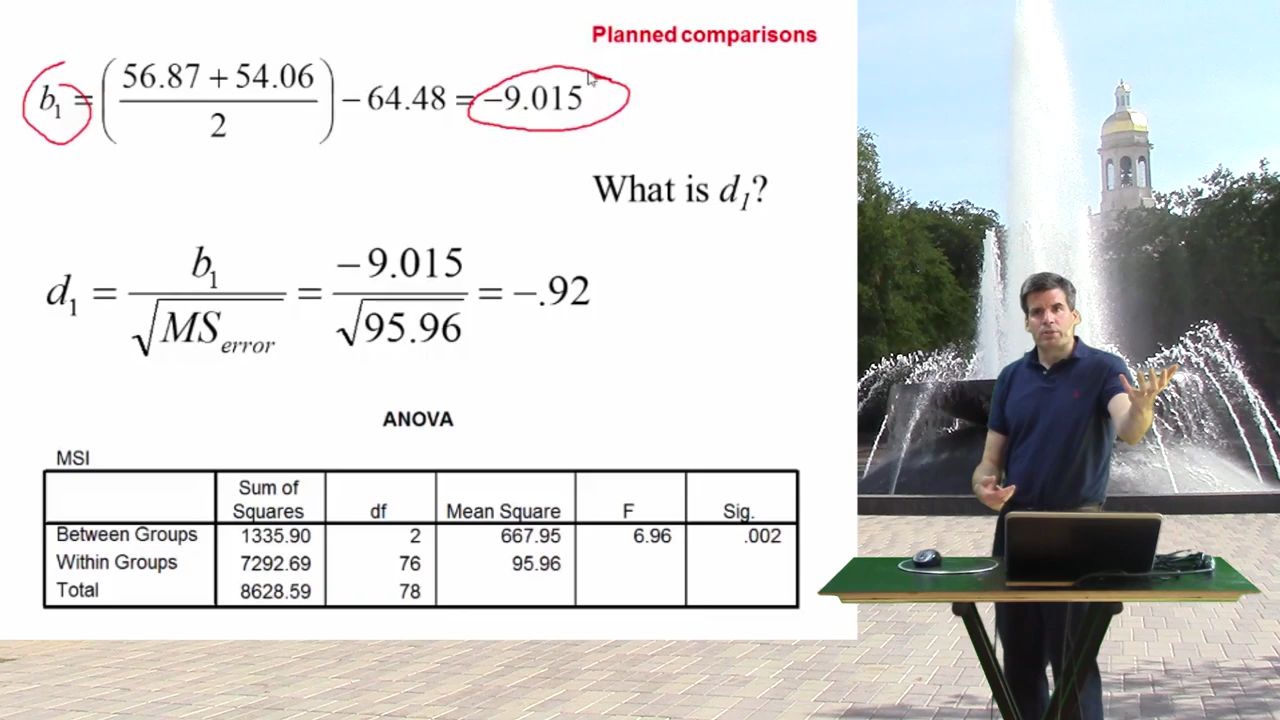 Planned comparisons
b₁ = ((56.87 + 54.06) / 2) − 64.48 = −9.015
What is d₁?
d₁ = b₁ / √MS_error = −9.015 / √95.96 = −.92
ANOVA
MSI
Sum of Squares df Mean Square F Sig.
Between Groups 1335.90 2 667.95 6.96 .002
Within Groups 7292.69 76 95.96
Total 8628.59 78